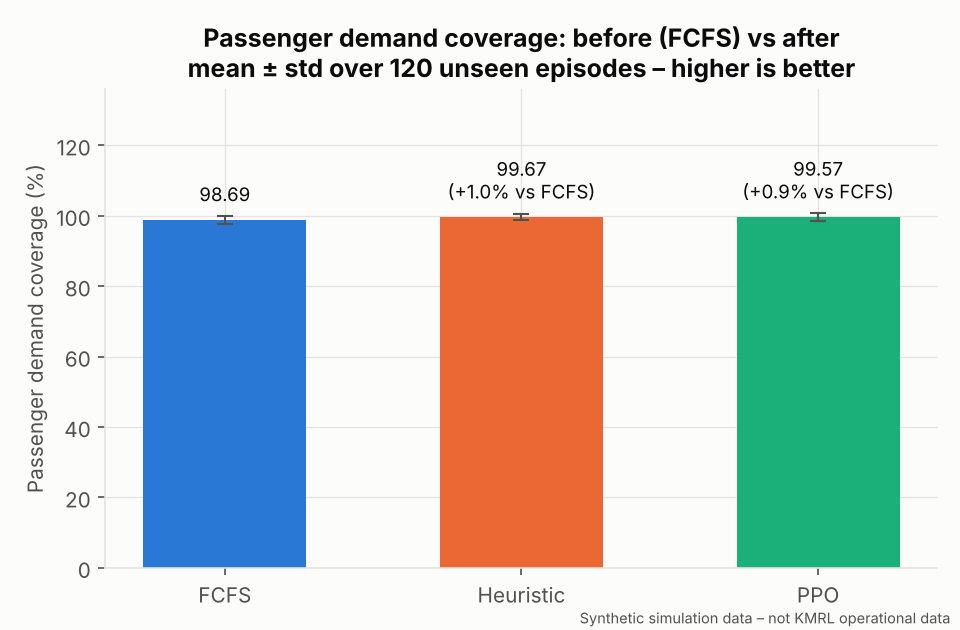 Passenger demand coverage: before (FCFS) vs after
mean ± std over 120 unseen episodes – higher is better
Passenger demand coverage (%)
120
100
80
60
40
20
0
98.69
99.67
(+1.0% vs FCFS)
99.57
(+0.9% vs FCFS)
FCFS
Heuristic
PPO
Synthetic simulation data – not KMRL operational data